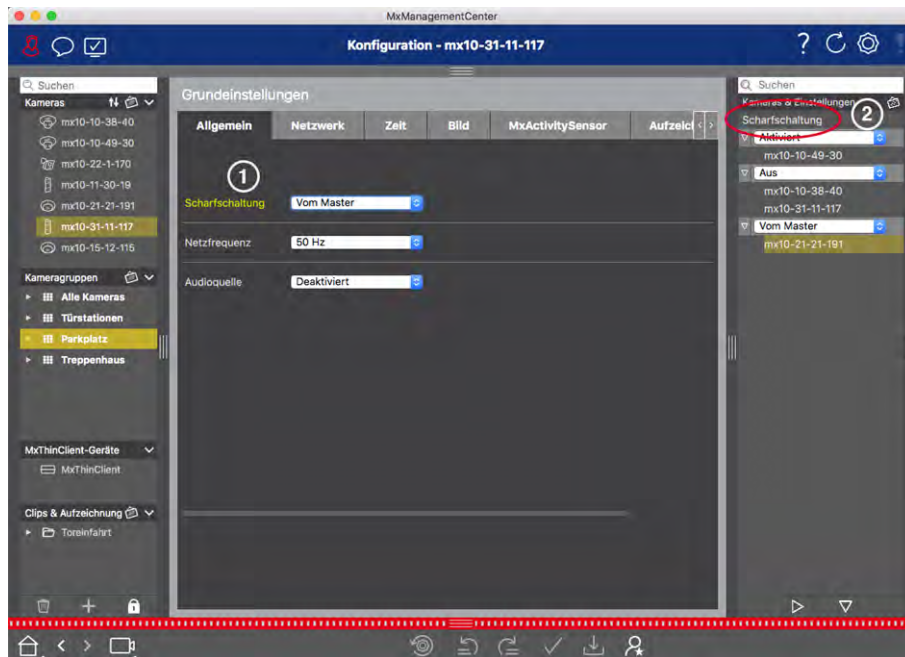 MxManagementCenter
Konfiguration - mx10-31-11-117
?
Suchen
Kameras
mx10-10-38-40
mx10-10-49-30
mx10-22-1-170
mx10-11-30-19
mx10-21-21-191
mx10-31-11-117
mx10-15-12-115
Kameragruppen
Alle Kameras
Türstationen
Parkplatz
Treppenhaus
MxThinClient-Geräte
MxThinClient
Clips & Aufzeichnung
Toreinfahrt
Grundeinstellungen
Allgemein Netzwerk Zeit Bild MxActivitySensor Aufzeicl
1
Scharfschaltung Vom Master
Netzfrequenz 50 Hz
Audioquelle Deaktiviert
Suchen
Kameras & Einstellungen
Scharfschaltung
2
Aktiviert
mx10-10-49-30
Aus
mx10-10-38-40
mx10-31-11-117
Vom Master
mx10-21-21-191